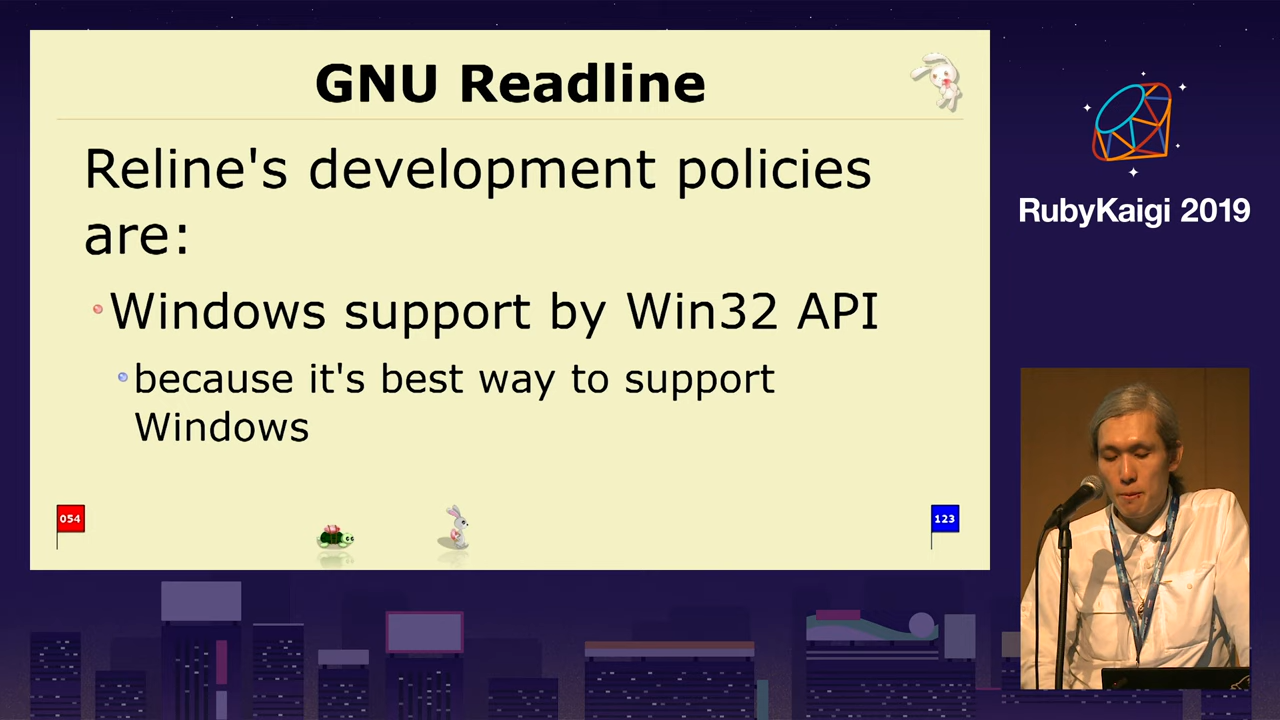 GNU Readline
Reline's development policies
are:
Windows support by Win32 API
because it's best way to support
Windows
054
123
RubyKaigi 2019